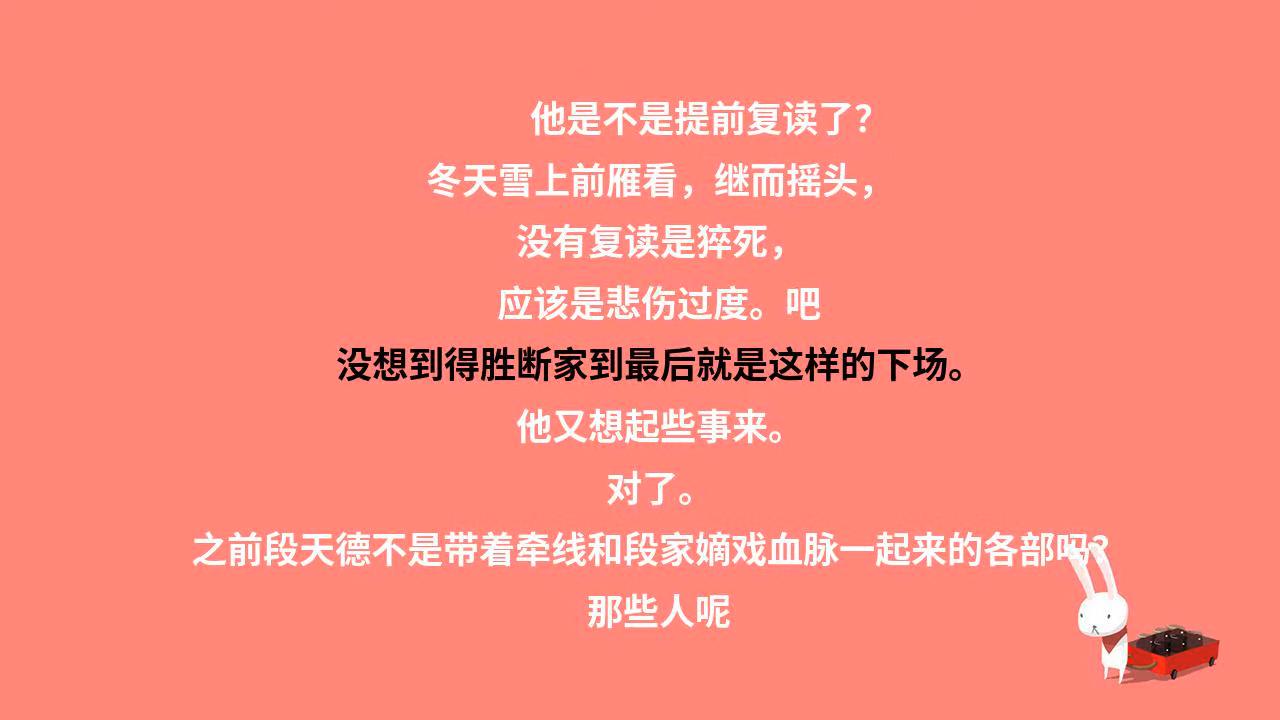 他是不是提前复读了？
冬天雪上前雁看，继而摇头，
没有复读是猝死，
应该是悲伤过度。吧
没想到得胜断家到最后就是这样的下场。
他又想起些事来。
对了。
之前段天德不是带着牵线和段家嫡戏血脉一起来的各部吗？
那些人呢